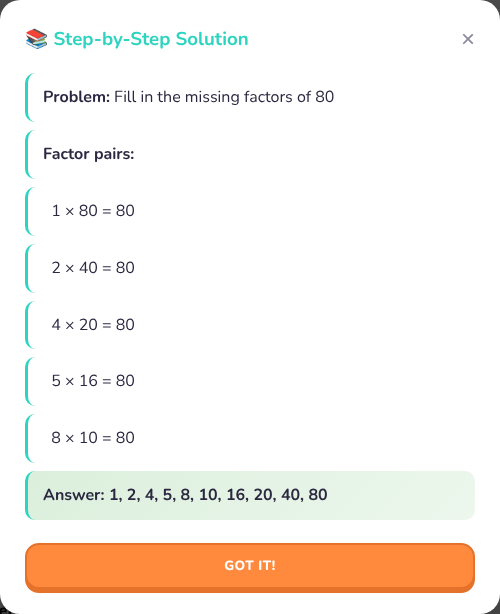 📚 Step-by-Step Solution ×
Problem: Fill in the missing factors of 80
Factor pairs:
1 × 80 = 80
2 × 40 = 80
4 × 20 = 80
5 × 16 = 80
8 × 10 = 80
Answer: 1, 2, 4, 5, 8, 10, 16, 20, 40, 80
GOT IT!